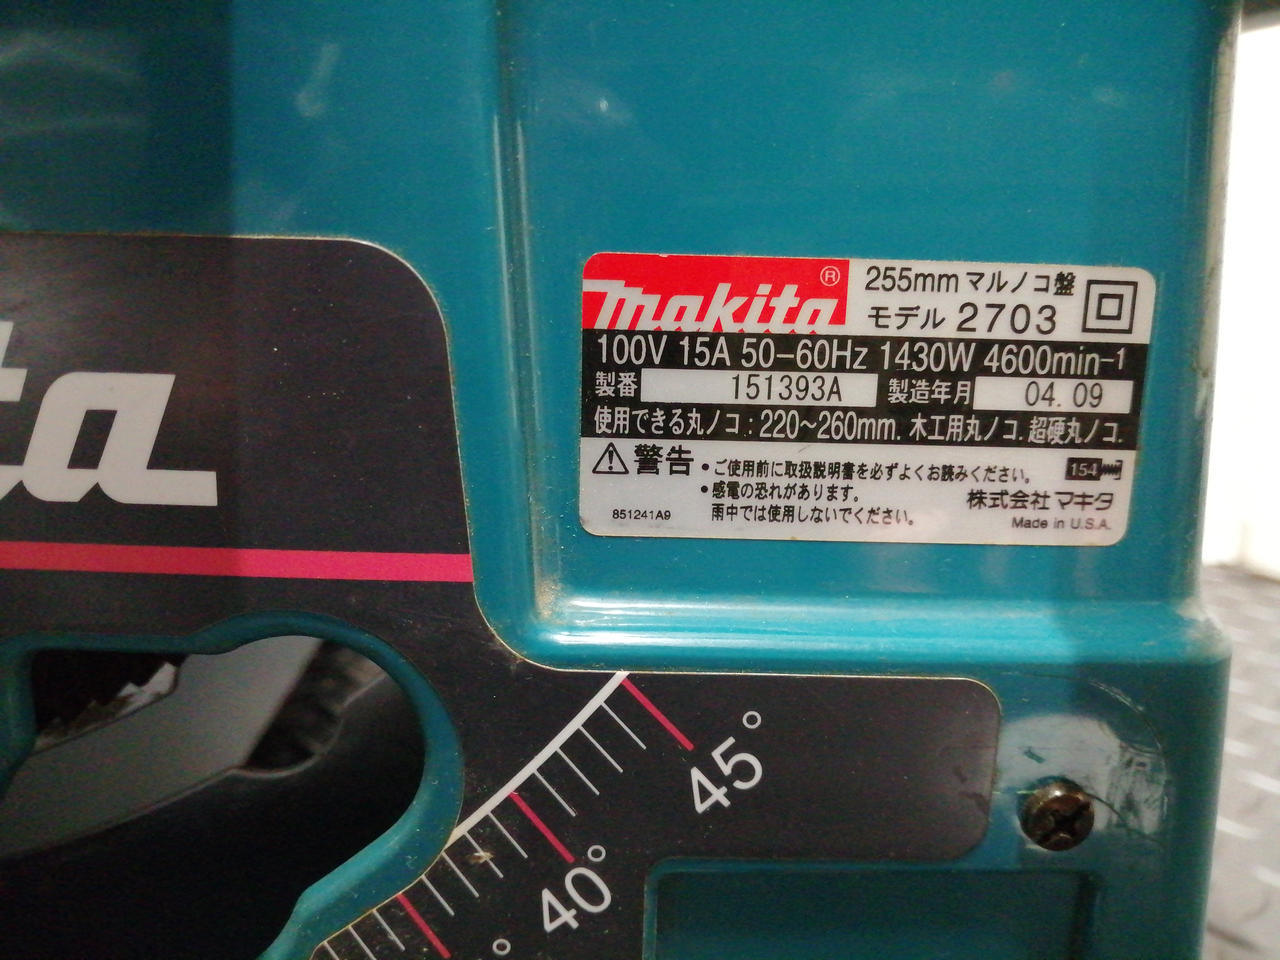 makita®
255mm マルノコ盤
モデル 2703
100V 15A 50−60Hz 1430W 4600min−1
製番 151393A 製造年月 04. 09
使用できる丸ノコ : 220〜260mm. 木工用丸ノコ. 超硬丸ノコ.
警告 ・ご使用前に取扱説明書を必ずよくお読みください。
・感電の恐れがあります。
雨中では使用しないでください。
154
株式会社 マキタ
851241A9
Made in U.S.A.
ta
45°
40°